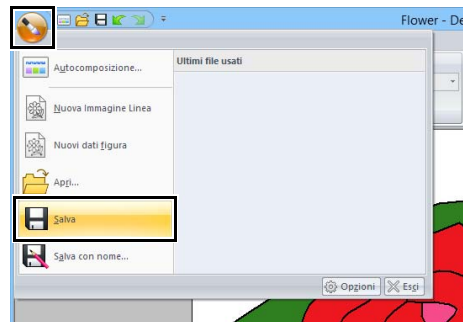 Flower - De
Autocomposizione...
Ultimi file usati
Nuova Immagine Linea
Nuovi dati figura
Apri...
Salva
Salva con nome...
Opzioni
Esci